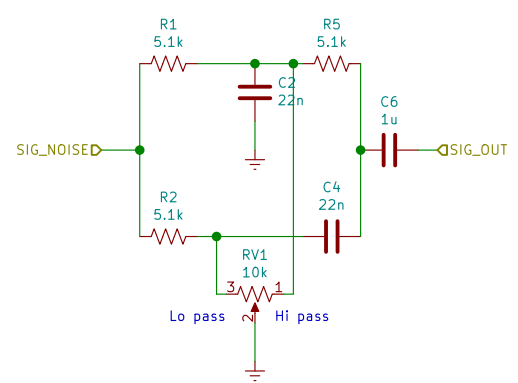 R1
5.1k
R5
5.1k
C2
22n
C6
1u
SIG_NOISE
SIG_OUT
R2
5.1k
C4
22n
RV1
10k
3
1
2
Lo pass
Hi pass